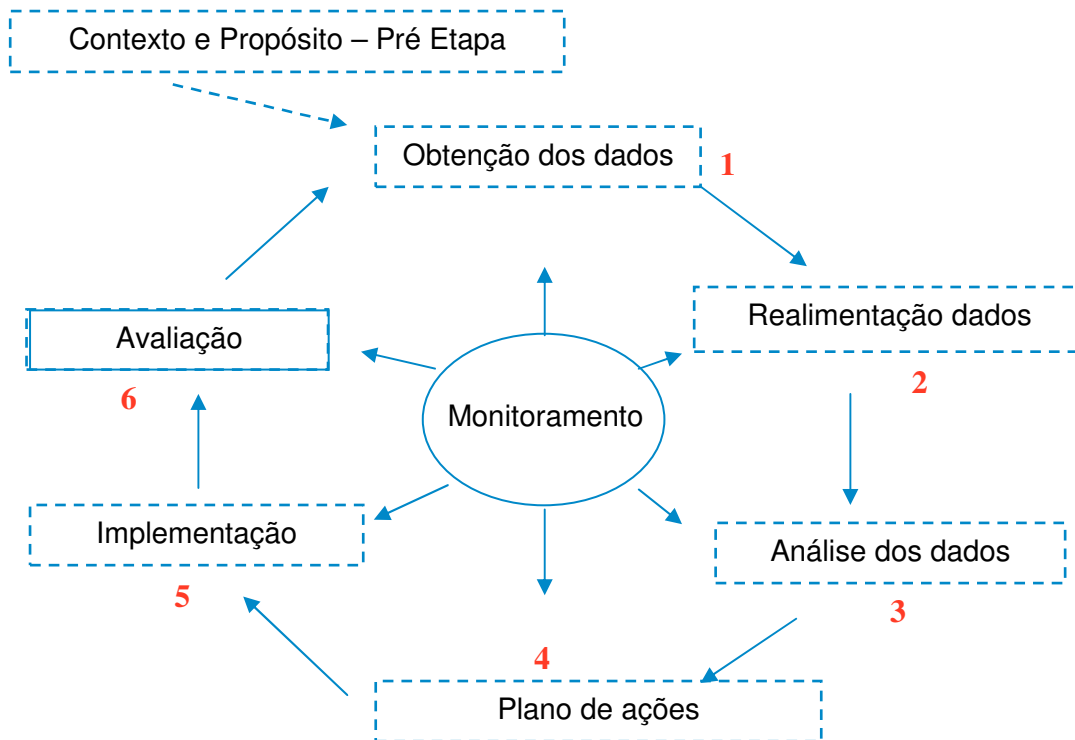 Contexto e Propósito – Pré Etapa
Obtenção dos dados
1
Realimentação dados
2
Avaliação
6
Monitoramento
Implementação
5
Análise dos dados
3
4
Plano de ações